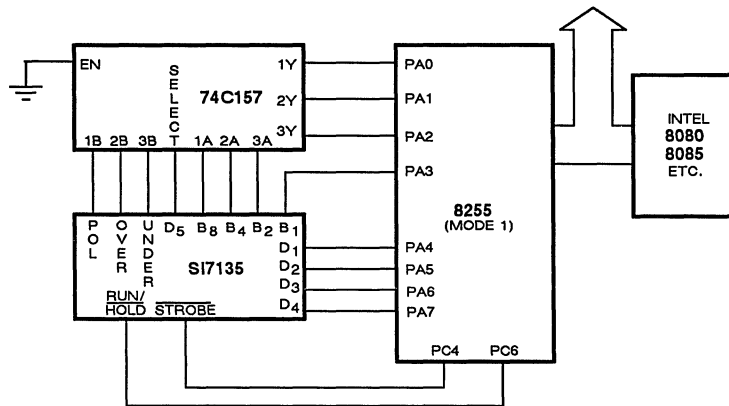 EN
SELECT
1Y
74C157
2Y
3Y
1B 2B 3B 1A 2A 3A
POL
OVER
UNDER
D5 B8 B4 B2 B1
D1
SI7135
D2
D3
D4
RUN/
HOLD STROBE
PA0
PA1
PA2
PA3
8255
(MODE 1)
PA4
PA5
PA6
PA7
PC4 PC6
INTEL
8080
8085
ETC.